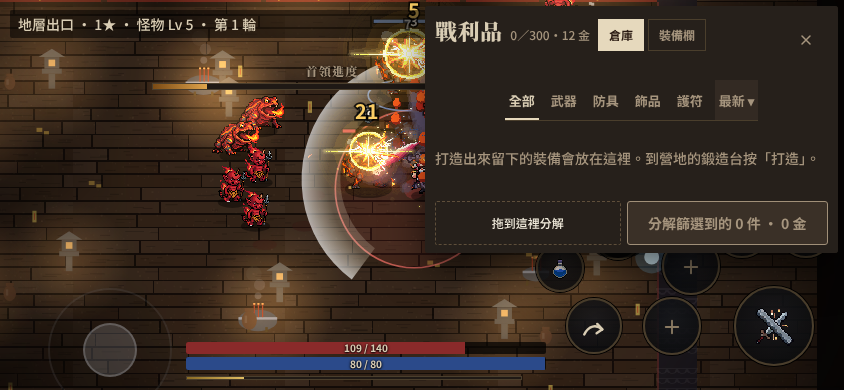 地層出口 · 1★ · 怪物 Lv 5 · 第 1 輪
5
73
首領進度
21
戰利品 0／300 · 12 金 倉庫 裝備欄 ×
全部 武器 防具 飾品 護符 最新 ▾
打造出來留下的裝備會放在這裡。到營地的鍛造台按「打造」。
拖到這裡分解 分解篩選到的 0 件 · 0 金
109 / 140
80 / 80